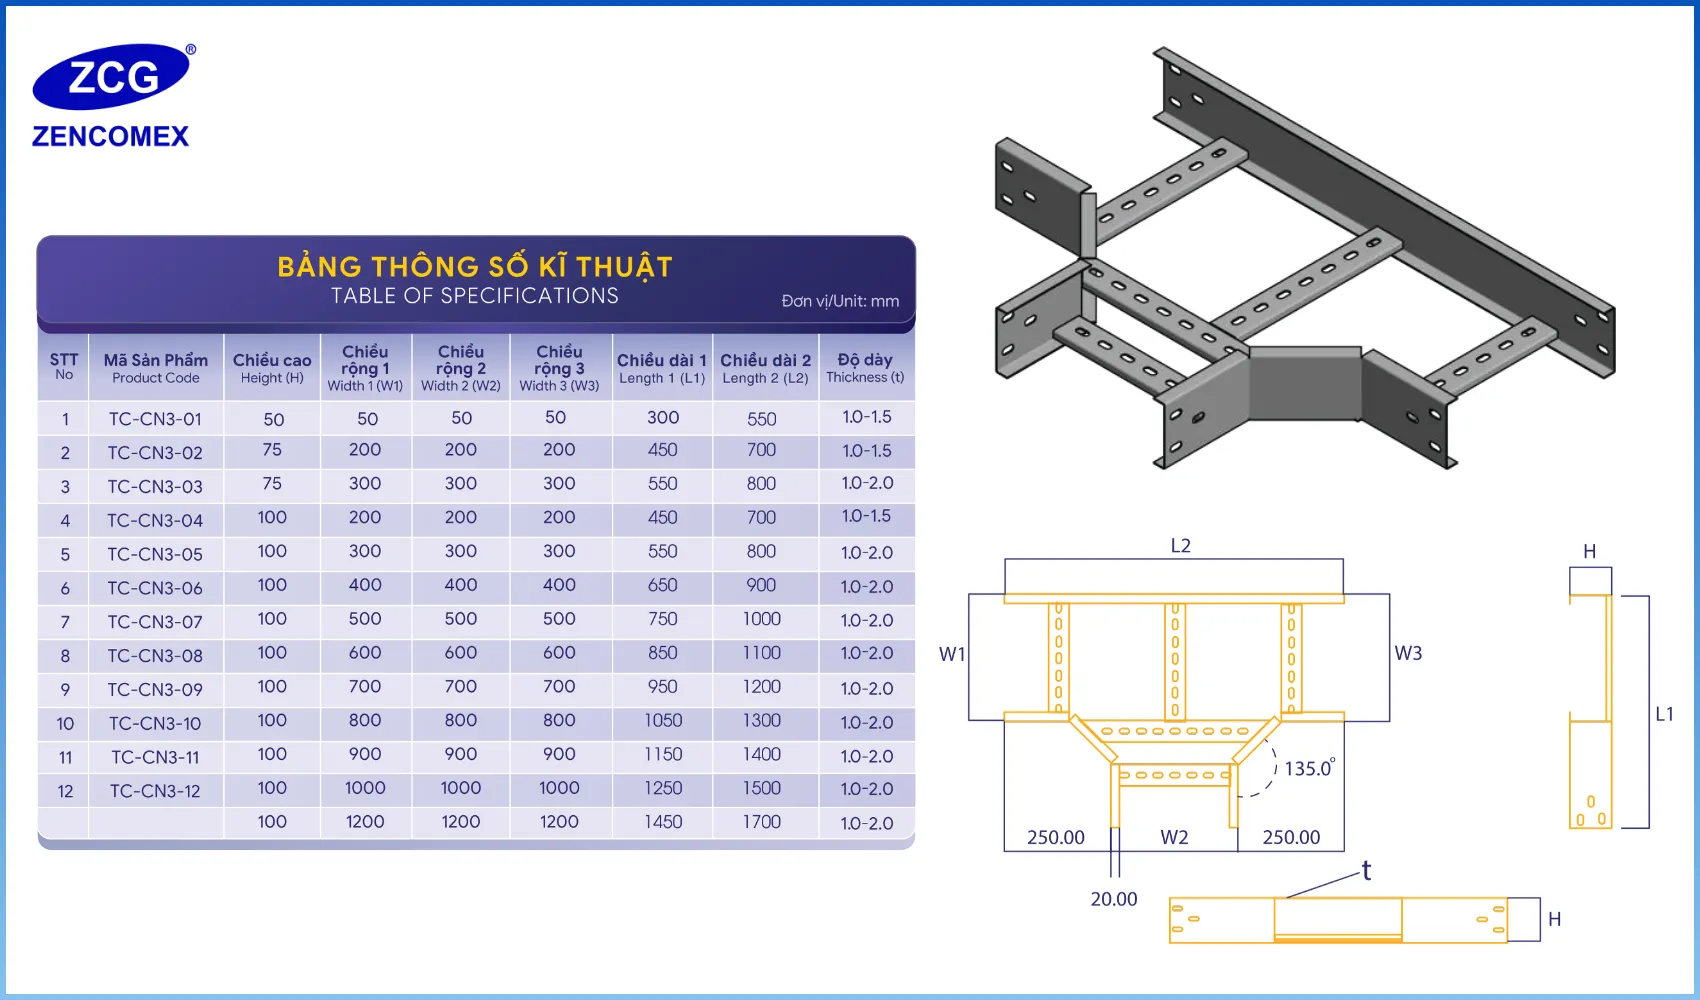 ZCG®
ZENCOMEX
BẢNG THÔNG SỐ KĨ THUẬT
TABLE OF SPECIFICATIONS
Đơn vị/Unit: mm
STT No Mã Sản Phẩm Product Code Chiều cao Height (H) Chiều rộng 1 Width 1 (W1) Chiều rộng 2 Width 2 (W2) Chiều rộng 3 Width 3 (W3) Chiều dài 1 Length 1 (L1) Chiều dài 2 Length 2 (L2) Độ dày Thickness (t)
1 TC-CN3-01 50 50 50 50 300 550 1.0-1.5
2 TC-CN3-02 75 200 200 200 450 700 1.0-1.5
3 TC-CN3-03 75 300 300 300 550 800 1.0-2.0
4 TC-CN3-04 100 200 200 200 450 700 1.0-1.5
5 TC-CN3-05 100 300 300 300 550 800 1.0-2.0
6 TC-CN3-06 100 400 400 400 650 900 1.0-2.0
7 TC-CN3-07 100 500 500 500 750 1000 1.0-2.0
8 TC-CN3-08 100 600 600 600 850 1100 1.0-2.0
9 TC-CN3-09 100 700 700 700 950 1200 1.0-2.0
10 TC-CN3-10 100 800 800 800 1050 1300 1.0-2.0
11 TC-CN3-11 100 900 900 900 1150 1400 1.0-2.0
12 TC-CN3-12 100 1000 1000 1000 1250 1500 1.0-2.0
100 1200 1200 1200 1450 1700 1.0-2.0
L2
H
W1
W3
L1
135.0°
250.00
W2
250.00
20.00
t
H